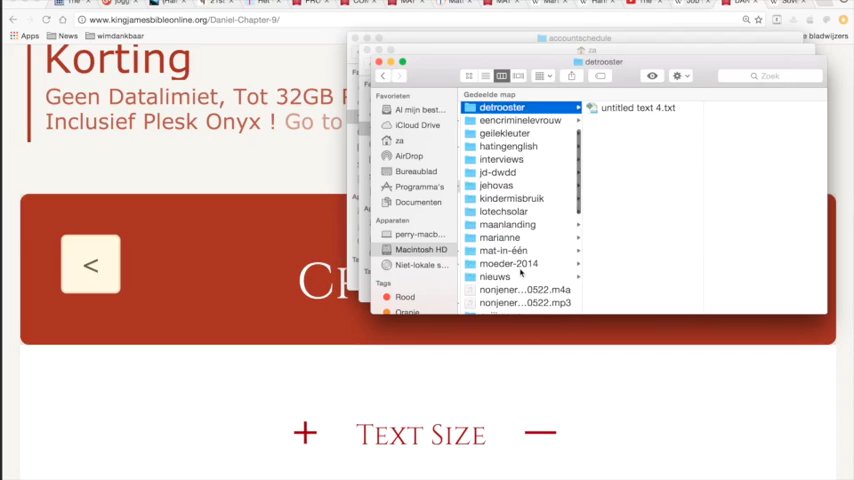 www.kingjamesbibleonline.org/Daniel-Chapter-9/
Apps
News
wimdankbaar
bladwijzers
Korting
Geen Datalimiet, Tot 32GB
Inclusief Plesk Onyx ! Go to
<
+ Text Size —
accountschedule
za
detrooster
Zoek
Favorieten
Al mijn best...
iCloud Drive
za
AirDrop
Bureaublad
Programma's
Documenten
Apparaten
perry-macb...
Macintosh HD
Niet-lokale s...
Tags
Rood
Oranje
Gedeelde map
detrooster
eencriminelevrouw
geilekleuter
hatingenglish
interviews
jd-dwdd
jehovas
kindermisbruik
lotechsolar
maanlanding
marianne
mat-in-één
moeder-2014
nieuws
nonjener...0522.m4a
nonjener...0522.mp3
untitled text 4.txt